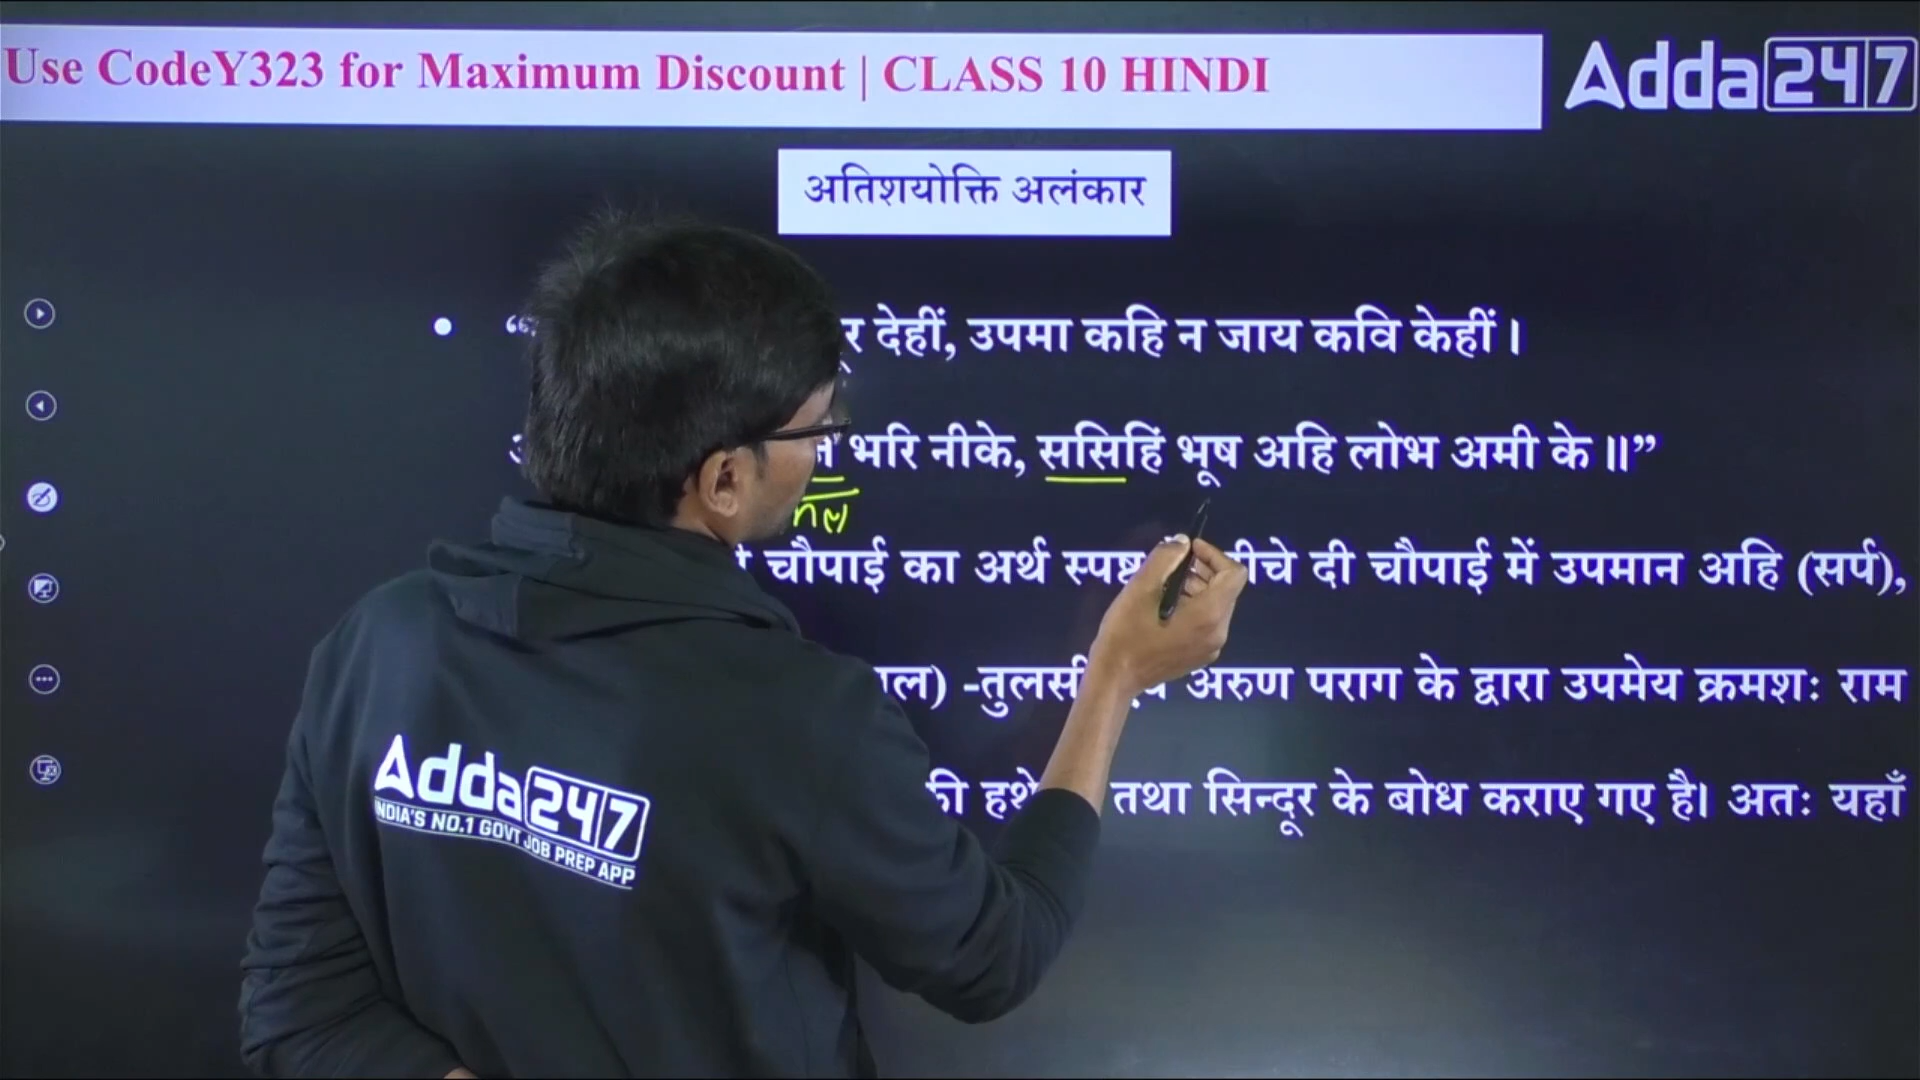 Use CodeY323 for Maximum Discount | CLASS 10 HINDI
Adda247
अतिशयोक्ति अलंकार
देहीं, उपमा कहि न जाय कवि केहीं।
भरि नीके, ससिहिं भूष अहि लोभ अमी के॥”
चौपाई का अर्थ स्पष्ट दी चौपाई में उपमान अहि (सर्प),
अरुण पराग के द्वारा उपमेय क्रमशः राम
तथा सिन्दूर के बोध कराए गए है। अतः यहाँ
Adda247
INDIA'S NO.1 GOVT JOB PREP APP